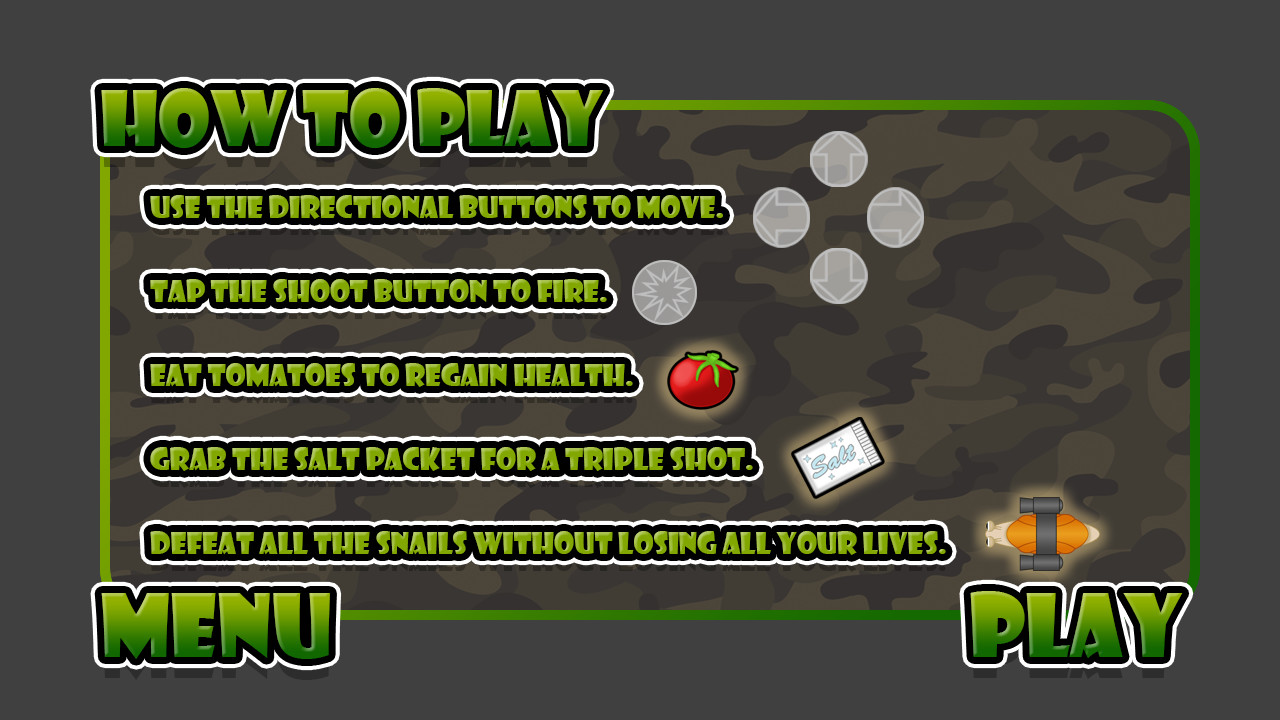 HOW TO PLAY
USE THE DIRECTIONAL BUTTONS TO MOVE.
TAP THE SHOOT BUTTON TO FIRE.
EAT TOMATOES TO REGAIN HEALTH.
GRAB THE SALT PACKET FOR A TRIPLE SHOT.
Salt
DEFEAT ALL THE SNAILS WITHOUT LOSING ALL YOUR LIVES.
MENU
PLAY